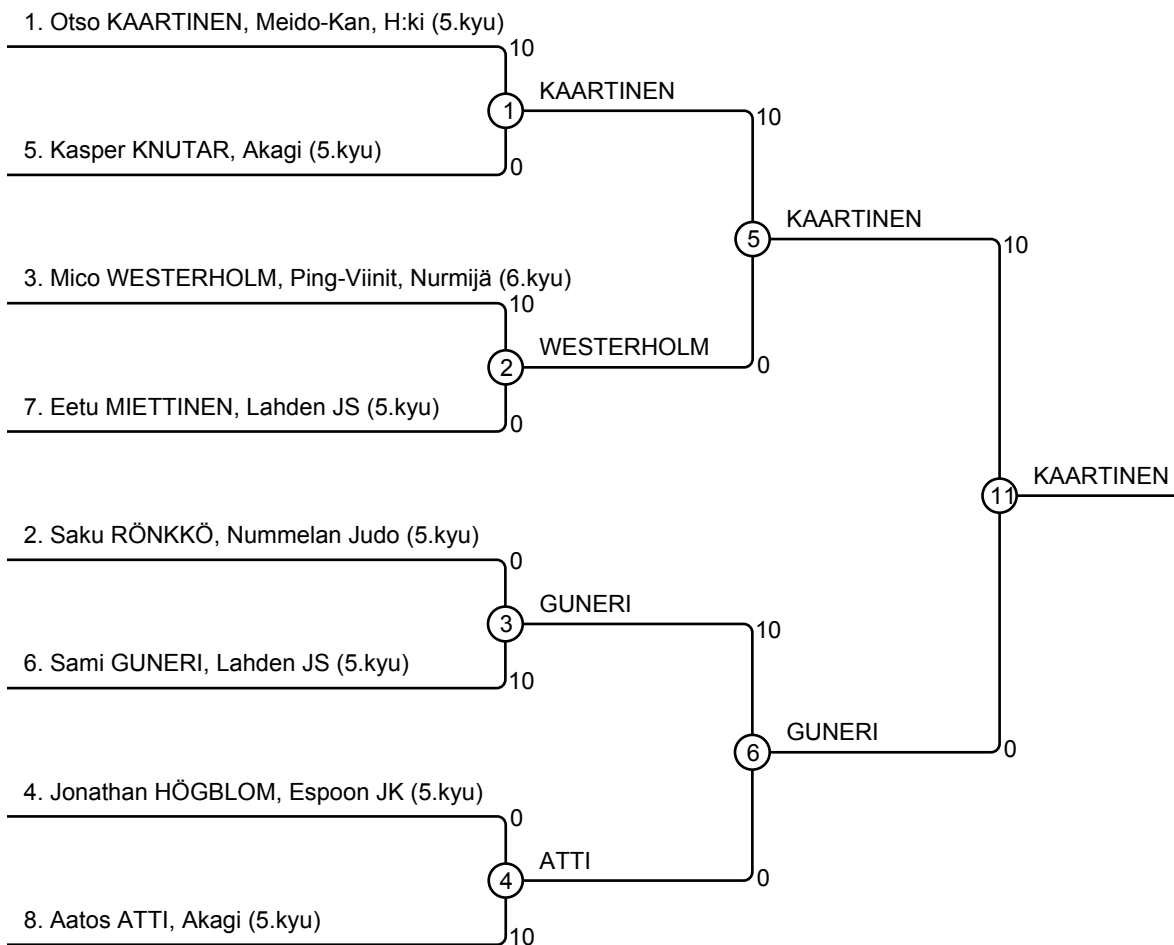 1. Otso KAARTINEN, Meido-Kan, H:ki (5.kyu)
10
1
KAARTINEN
10
5. Kasper KNUTAR, Akagi (5.kyu)
0
5
KAARTINEN
10
3. Mico WESTERHOLM, Ping-Viinit, Nurmijä (6.kyu)
10
2
WESTERHOLM
0
7. Eetu MIETTINEN, Lahden JS (5.kyu)
0
11
KAARTINEN
2. Saku RÖNKKÖ, Nummelan Judo (5.kyu)
0
3
GUNERI
10
6. Sami GUNERI, Lahden JS (5.kyu)
10
6
GUNERI
0
4. Jonathan HÖGBLOM, Espoon JK (5.kyu)
0
4
ATTI
0
8. Aatos ATTI, Akagi (5.kyu)
10